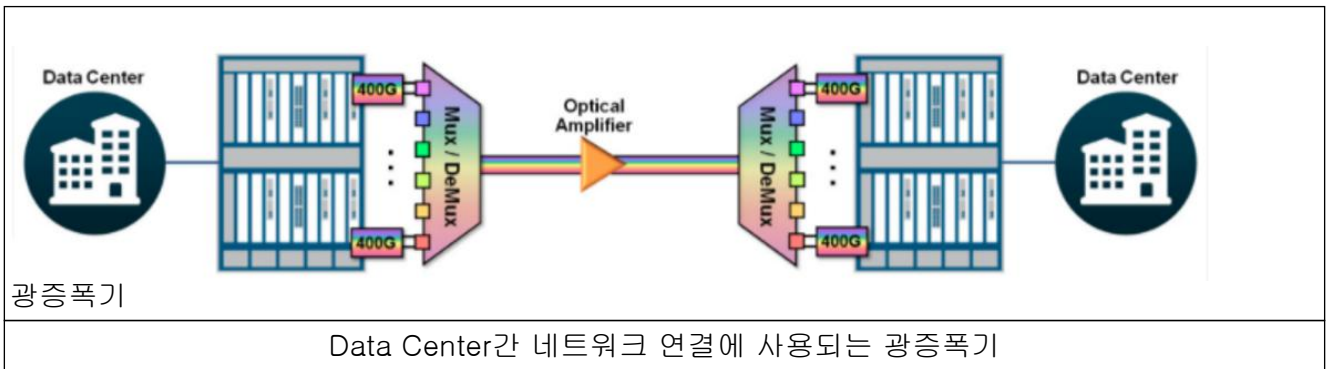 Data Center
400G
Mux / DeMux
400G
Optical
Amplifier
Mux / DeMux
400G
400G
Data Center
광증폭기
Data Center간 네트워크 연결에 사용되는 광증폭기